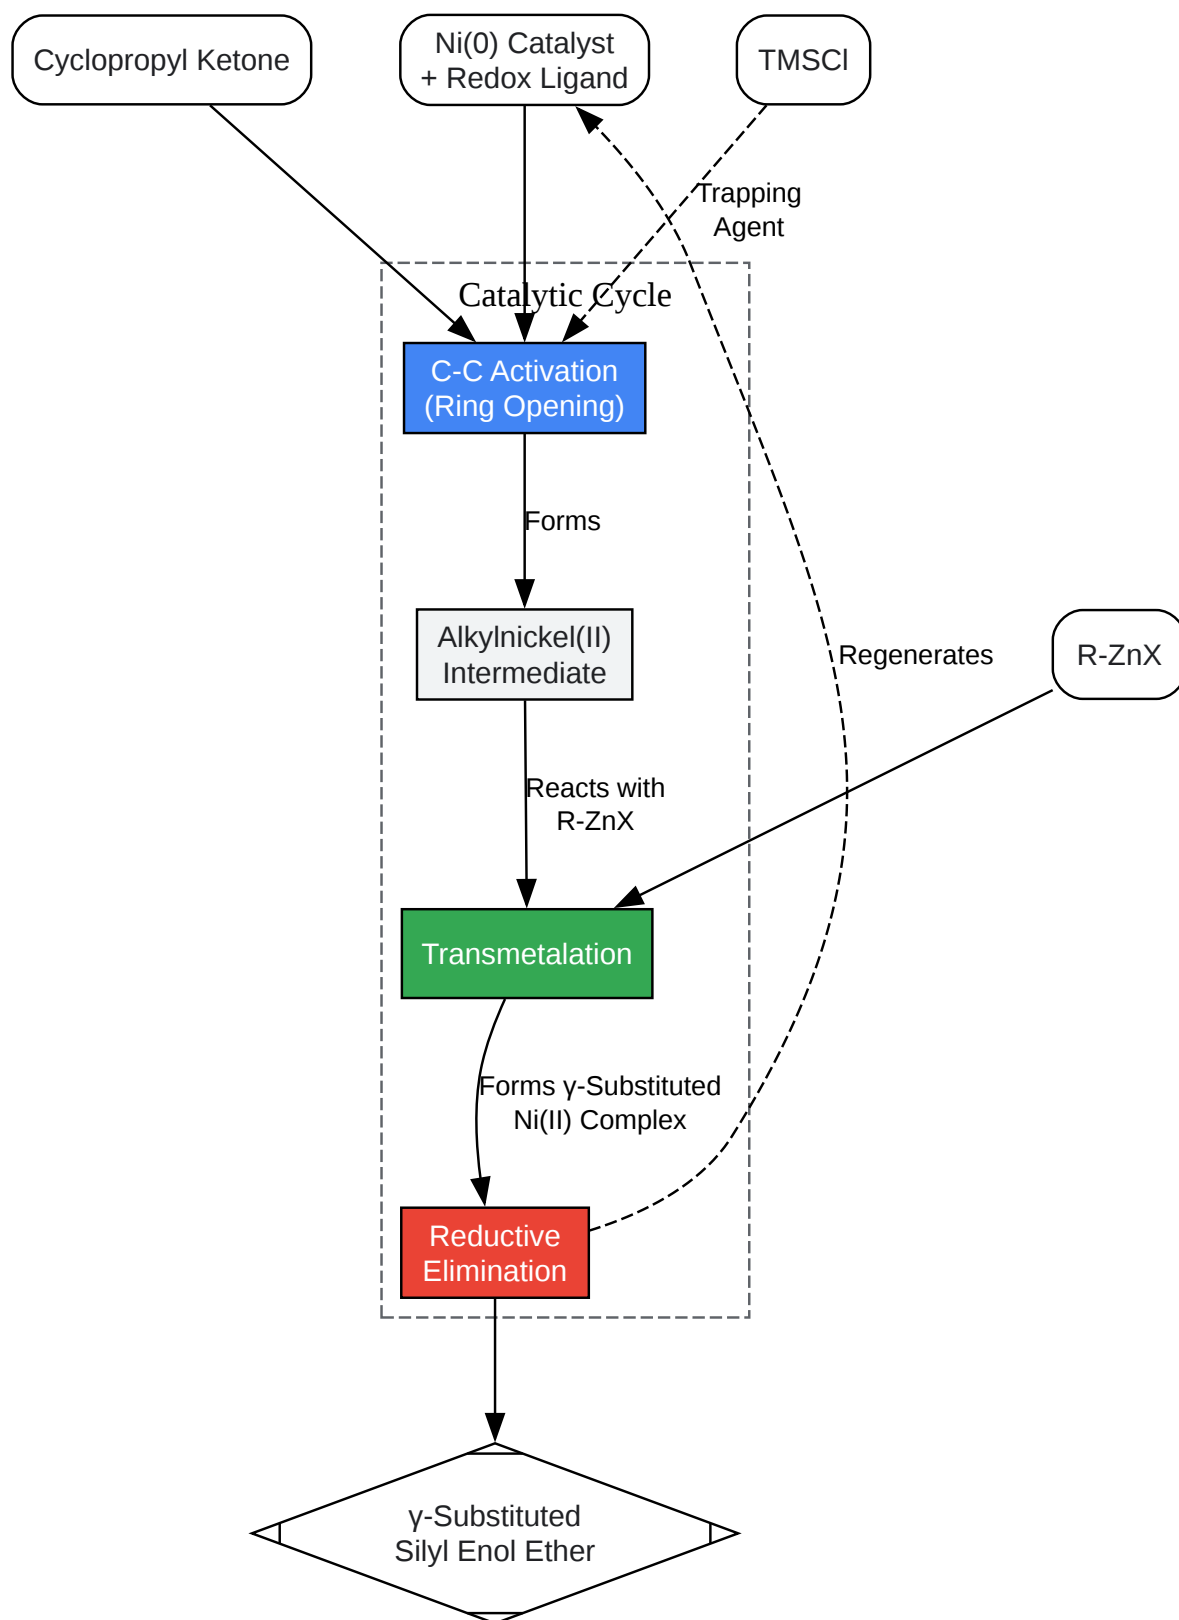 Cyclopropyl Ketone
Ni(0) Catalyst
+ Redox Ligand
TMSCl
Trapping
Agent
Catalytic Cycle
C-C Activation
(Ring Opening)
Forms
Alkylnickel(II)
Intermediate
Regenerates
R-ZnX
Reacts with
R-ZnX
Transmetalation
Forms γ-Substituted
Ni(II) Complex
Reductive
Elimination
γ-Substituted
Silyl Enol Ether